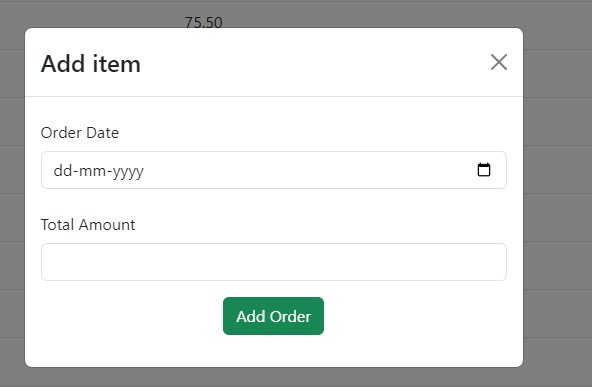 75.50
Add item
Order Date
dd-mm-yyyy
Total Amount
Add Order